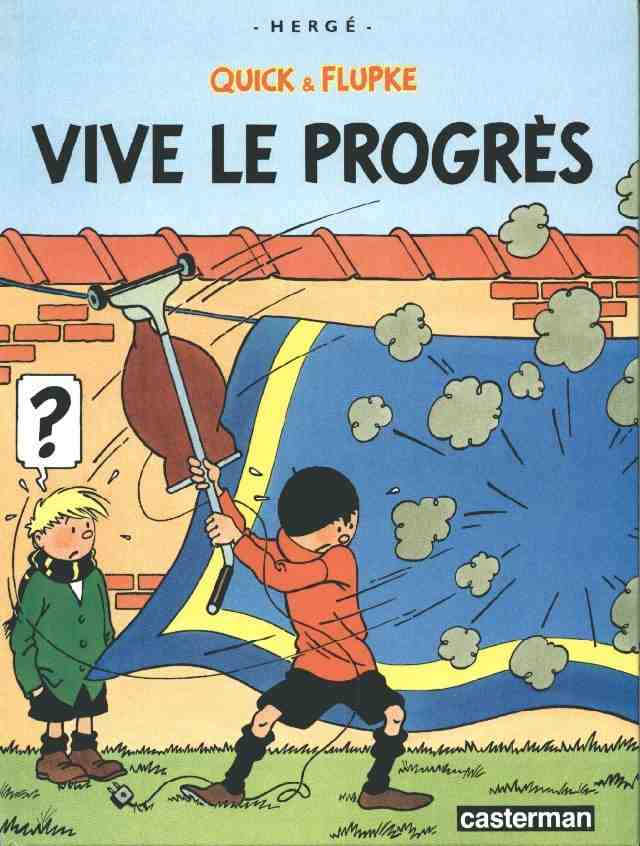 - HERGÉ -
QUICK & FLUPKE
VIVE LE PROGRÈS
?
casterman